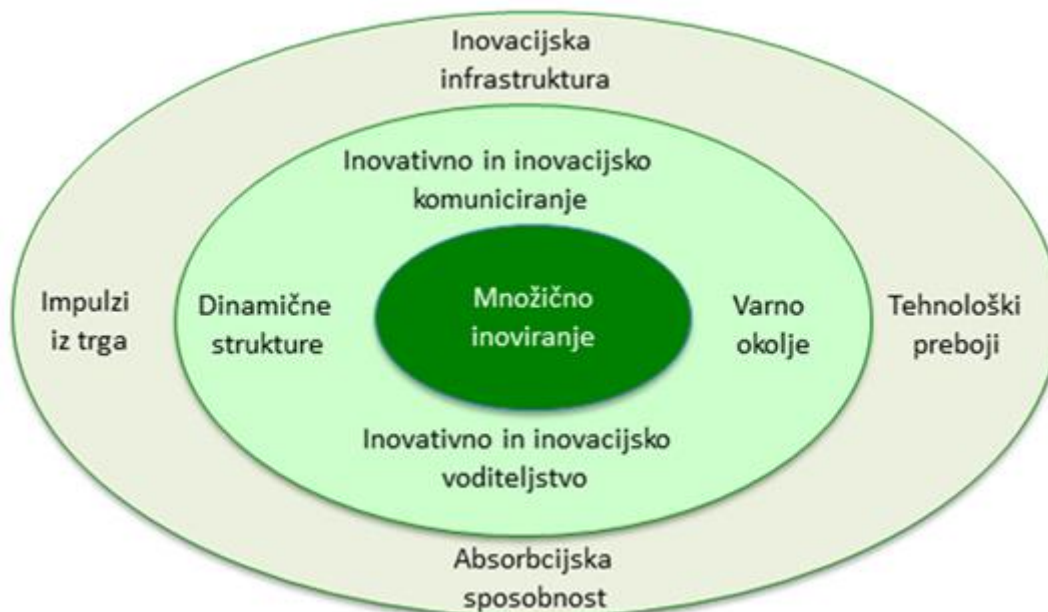 Inovacijska
infrastruktura
Inovativno in inovacijsko
komuniciranje
Impulzi
iz trga
Dinamične
strukture
Množično
inoviranje
Varno
okolje
Tehnološki
preboji
Inovativno in inovacijsko
voditeljstvo
Absorbcijska
sposobnost